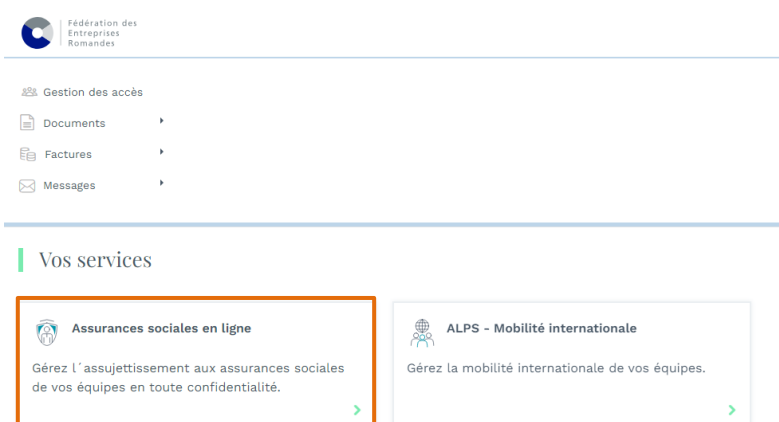 Fédération des
Entreprises
Romandes
Gestion des accès
Documents
Factures
Messages
Vos services
Assurances sociales en ligne
Gérez l´assujettissement aux assurances sociales
de vos équipes en toute confidentialité.
ALPS - Mobilité internationale
Gérez la mobilité internationale de vos équipes.